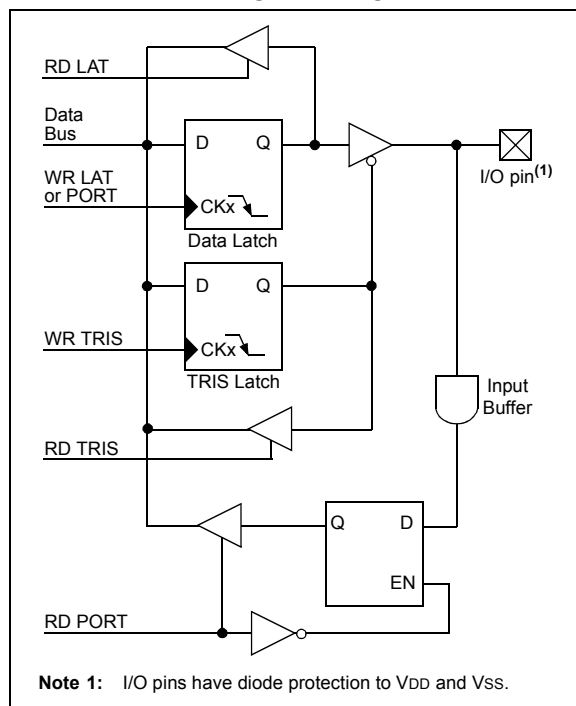 RD LAT
Data
Bus
D Q
I/O pin(1)
WR LAT
or PORT
CKx
Data Latch
D Q
WR TRIS
CKx
TRIS Latch
Input
Buffer
RD TRIS
Q D
EN
RD PORT
Note 1: I/O pins have diode protection to VDD and VSS.